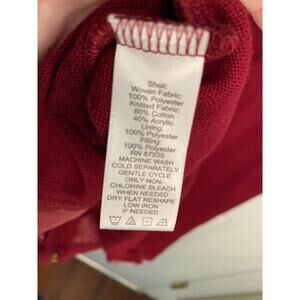 Shell:
Woven Fabric:
100% Polyester
Knitted Fabric:
60% Cotton
40% Acrylic
Lining:
100% Polyester
Filling:
100% Polyester
RN 87935
MACHINE WASH
COLD SEPARATELY
GENTLE CYCLE
ONLY NON-
CHLORINE BLEACH
WHEN NEEDED
DRY FLAT RESHAPE
LOW IRON
IF NEEDED